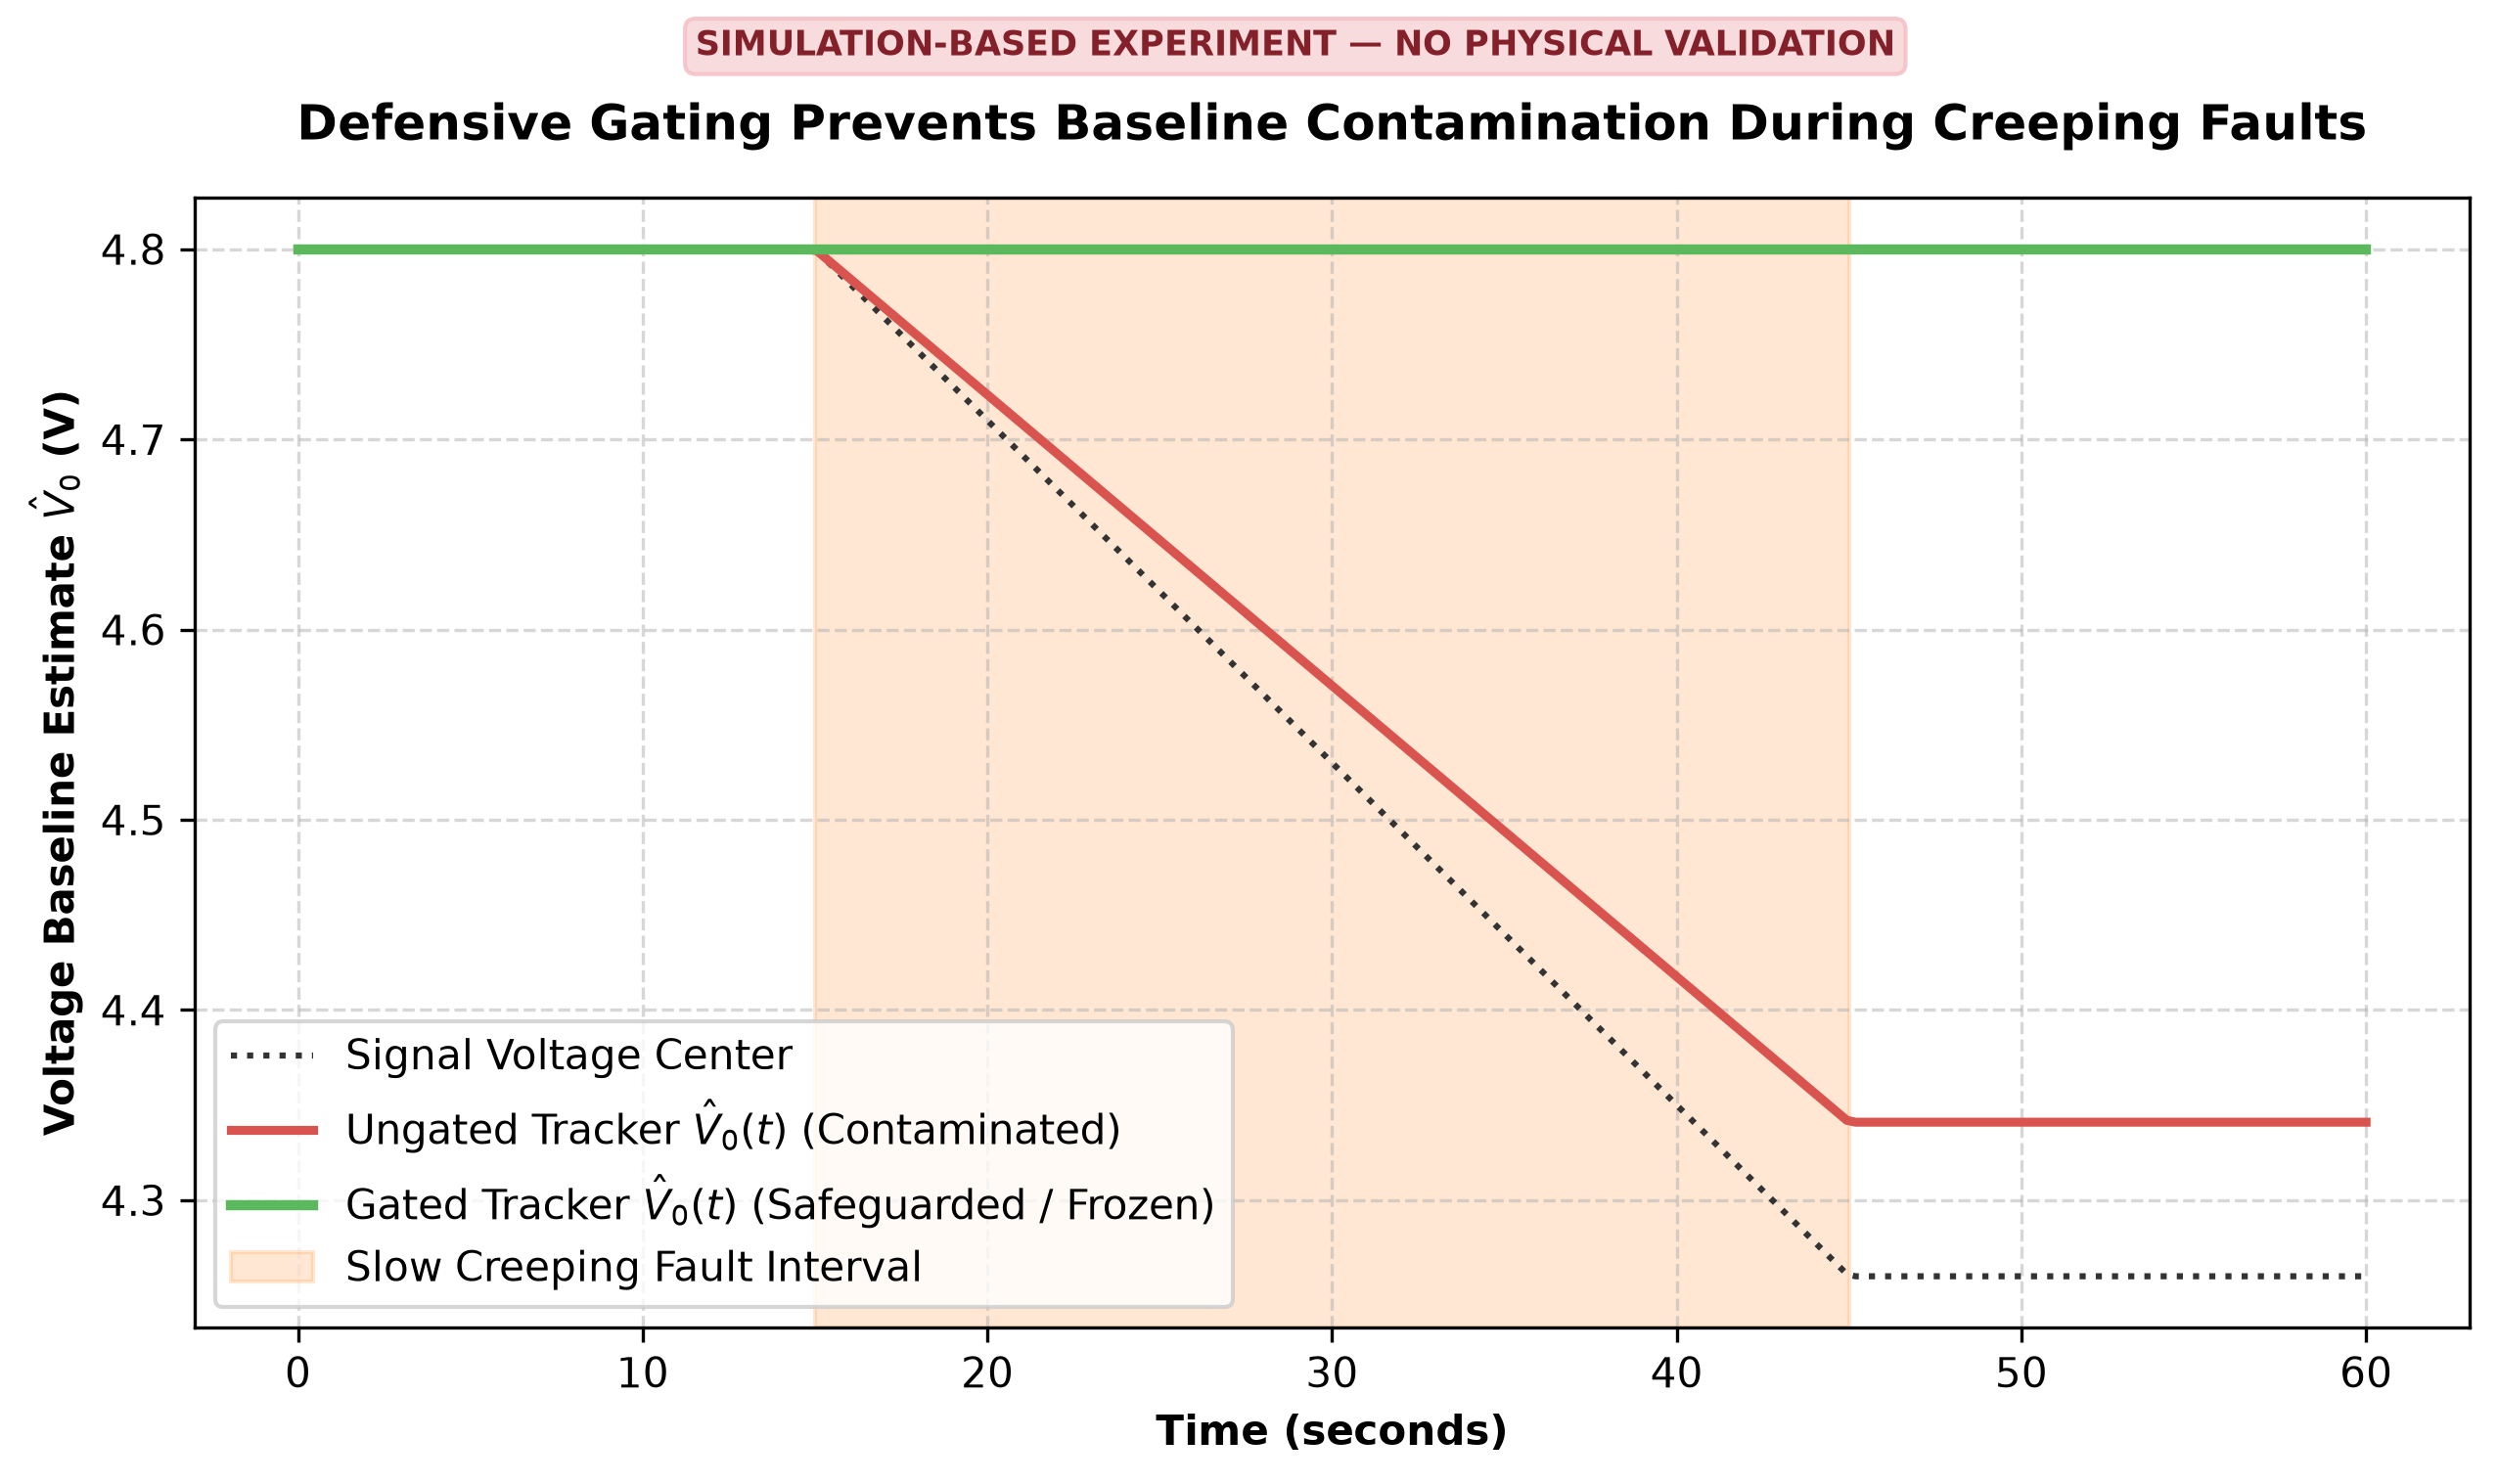 SIMULATION-BASED EXPERIMENT — NO PHYSICAL VALIDATION
Defensive Gating Prevents Baseline Contamination During Creeping Faults
Voltage Baseline Estimate V̂₀ (V)
4.8
4.7
4.6
4.5
4.4
4.3
Signal Voltage Center
Ungated Tracker V̂₀(t) (Contaminated)
Gated Tracker V̂₀(t) (Safeguarded / Frozen)
Slow Creeping Fault Interval
0 10 20 30 40 50 60
Time (seconds)